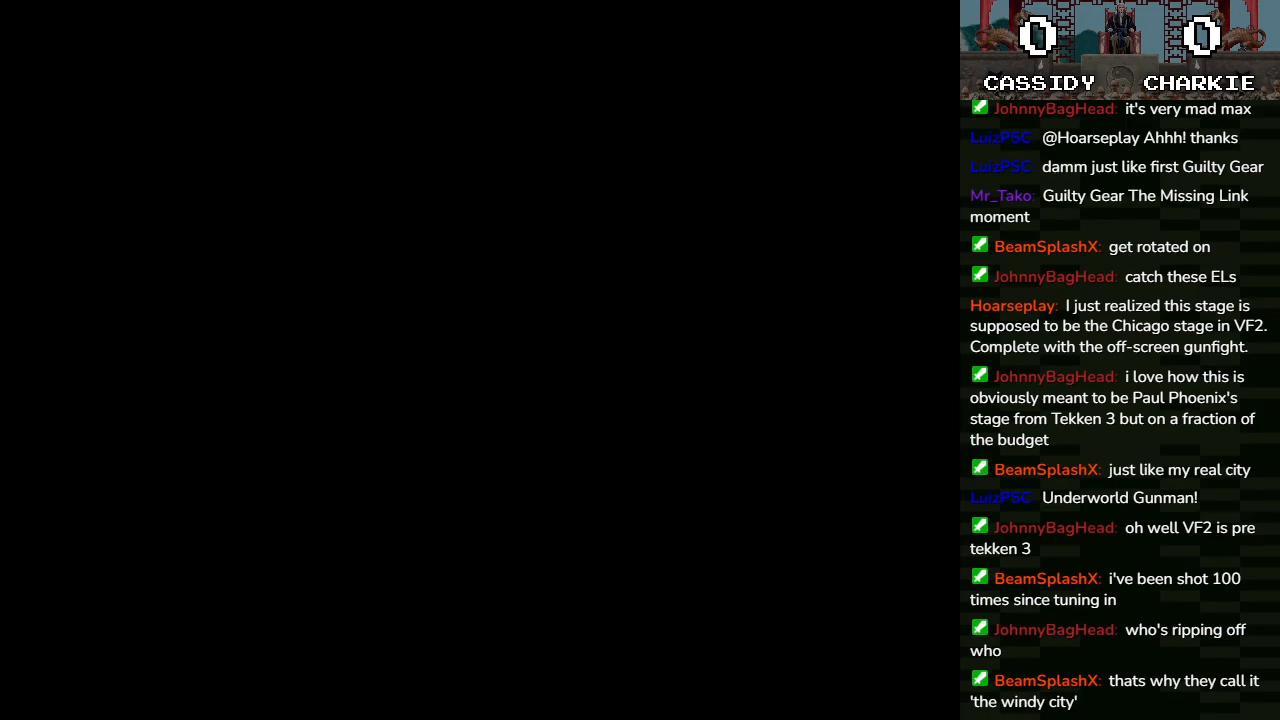 0 0
CASSIDY CHARKIE
JohnnyBagHead: it's very mad max
LuizPSC: @Hoarseplay Ahhh! thanks
LuizPSC: damm just like first Guilty Gear
Mr_Tako: Guilty Gear The Missing Link
moment
BeamSplashX: get rotated on
JohnnyBagHead: catch these ELs
Hoarseplay: I just realized this stage is
supposed to be the Chicago stage in VF2.
Complete with the off-screen gunfight.
JohnnyBagHead: i love how this is
obviously meant to be Paul Phoenix's
stage from Tekken 3 but on a fraction of
the budget
BeamSplashX: just like my real city
LuizPSC: Underworld Gunman!
JohnnyBagHead: oh well VF2 is pre
tekken 3
BeamSplashX: i've been shot 100
times since tuning in
JohnnyBagHead: who's ripping off
who
BeamSplashX: thats why they call it
'the windy city'